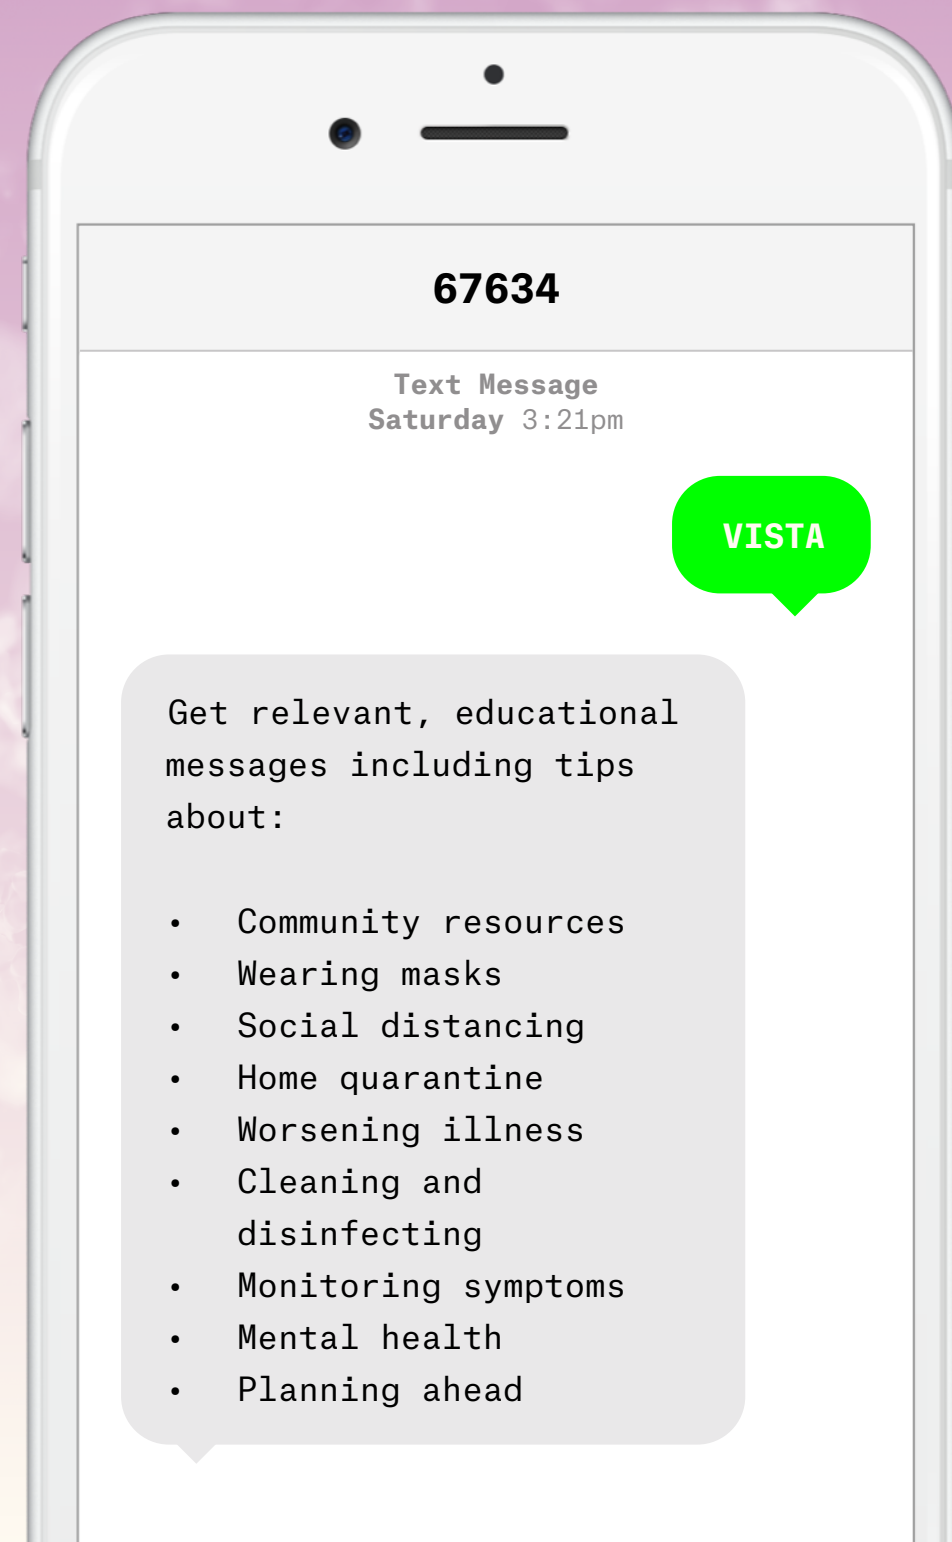 67634
Text Message
Saturday 3:21pm
VISTA
Get relevant, educational
messages including tips
about:
• Community resources
• Wearing masks
• Social distancing
• Home quarantine
• Worsening illness
• Cleaning and
disinfecting
• Monitoring symptoms
• Mental health
• Planning ahead